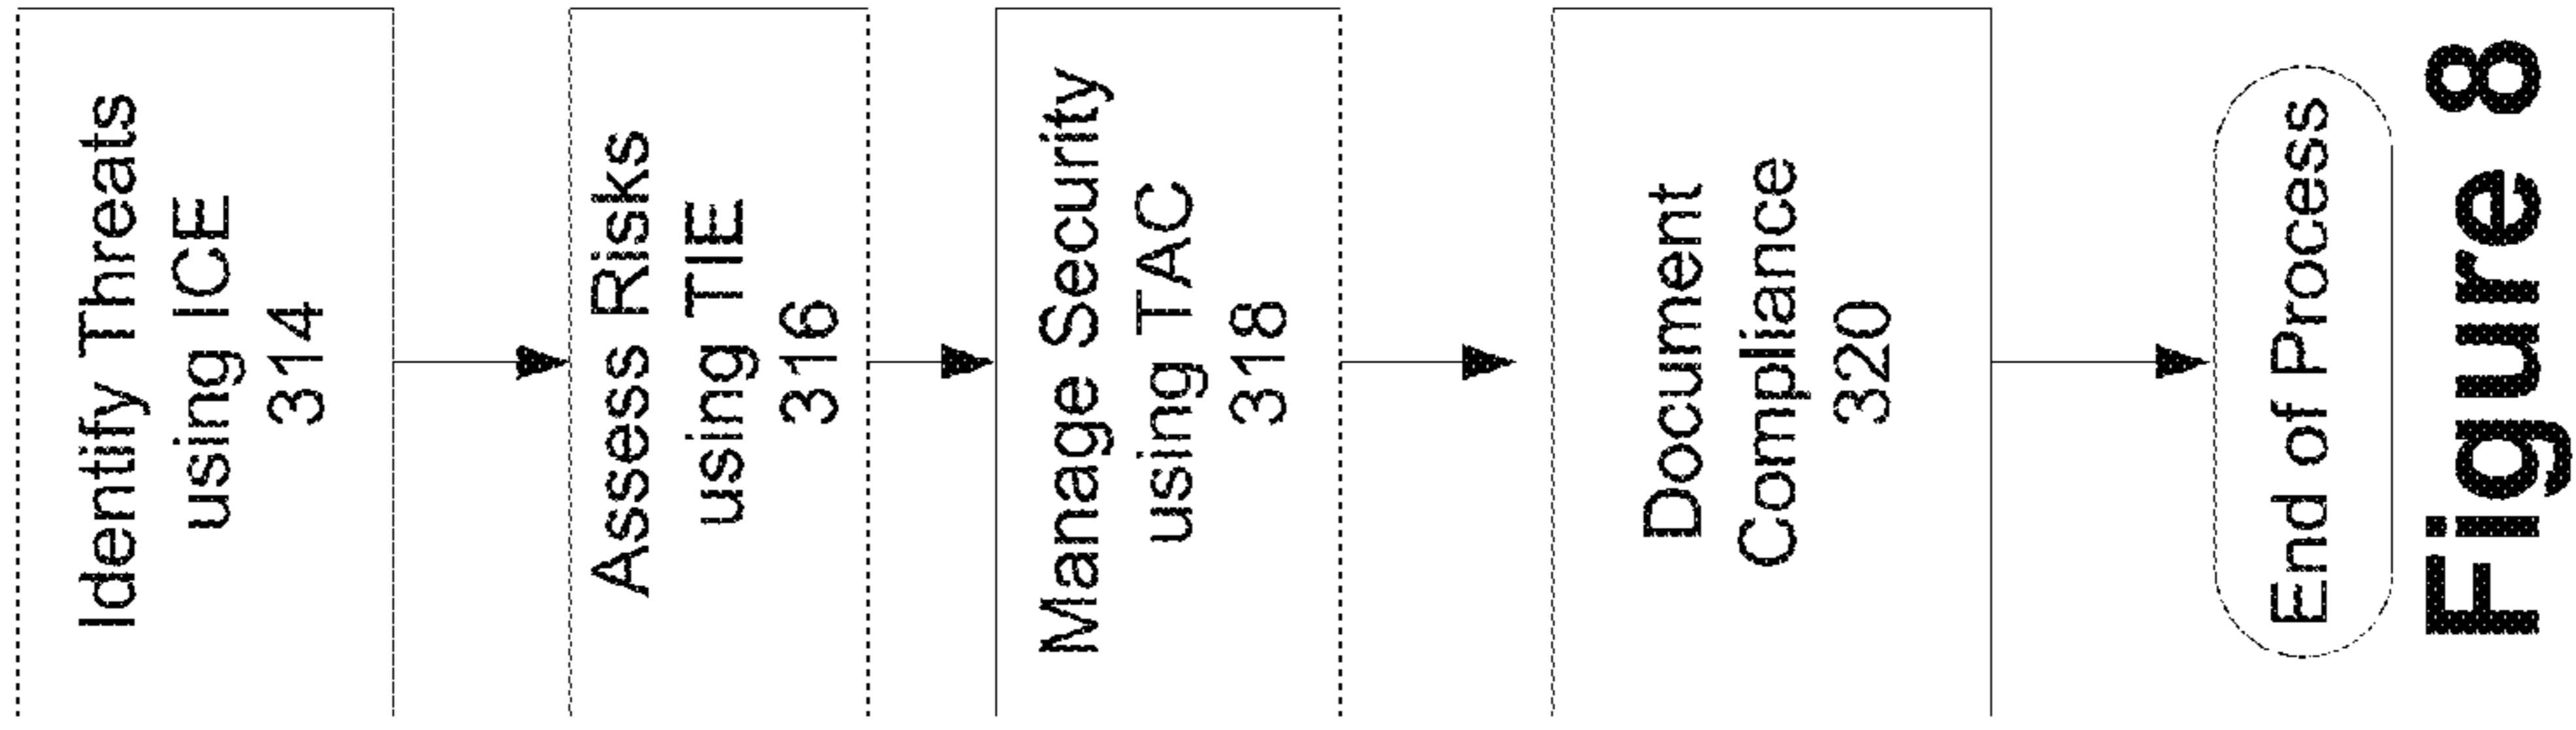 Identify Threats
using ICE
314
Assess Risks
using TIE
316
Manage Security
using TAC
318
Document
Compliance
320
End of Process
Figure 8